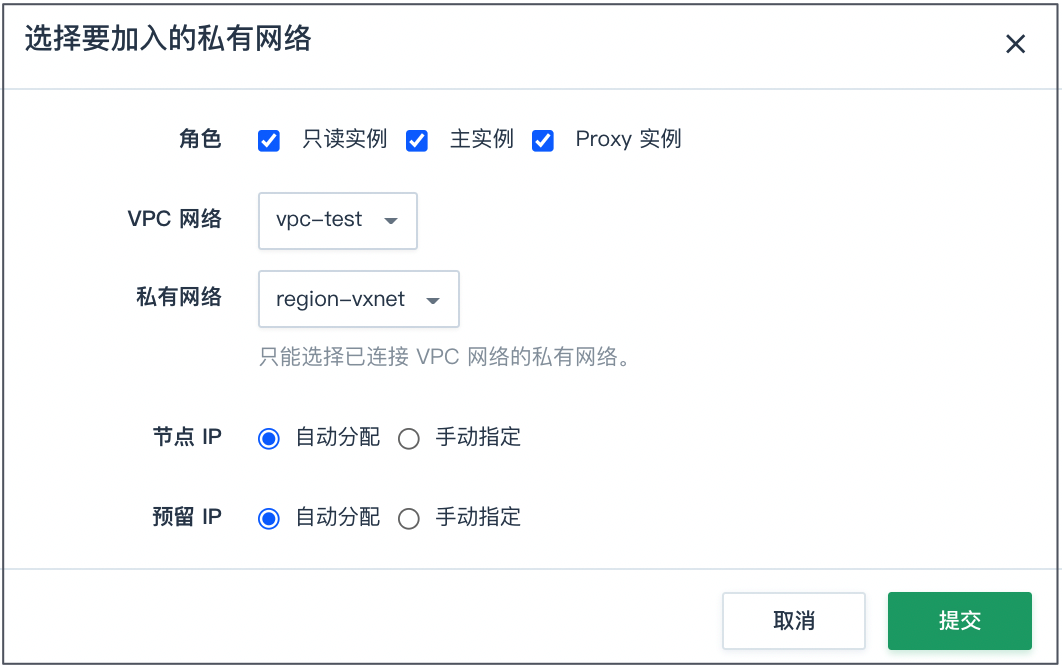 选择要加入的私有网络
角色 只读实例 主实例 Proxy 实例
VPC 网络 vpc-test
私有网络 region-vxnet
只能选择已连接 VPC 网络的私有网络。
节点 IP 自动分配 手动指定
预留 IP 自动分配 手动指定
取消 提交